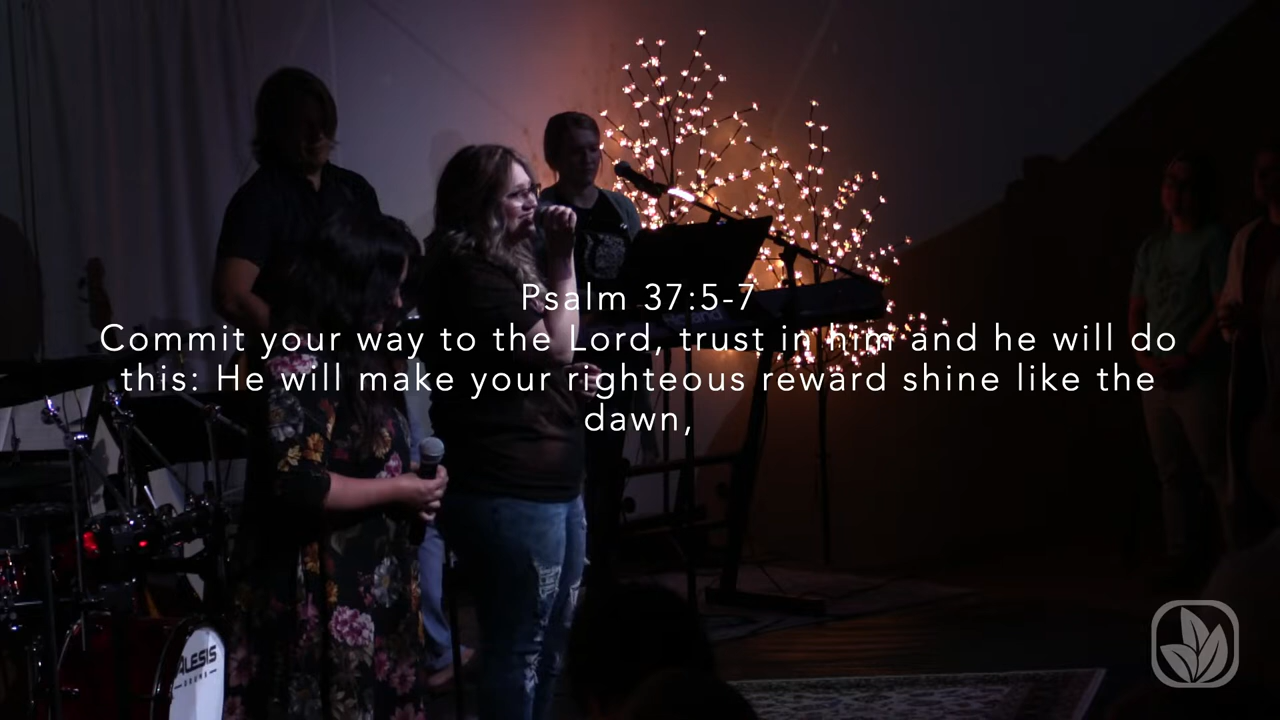 Psalm 37:5-7
Commit your way to the Lord, trust in him and he will do
this: He will make your righteous reward shine like the
dawn,
ALESIS
DRUMS